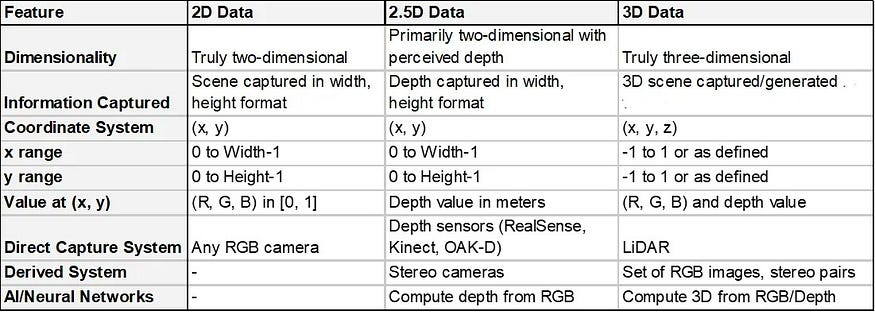 Feature 2D Data 2.5D Data 3D Data
Primarily two-dimensional with
Dimensionality Truly two-dimensional perceived depth Truly three-dimensional
Scene captured in width, Depth captured in width, 3D scene captured/generated
Information Captured height format height format
Coordinate System (x, y) (x, y) (x, y, z)
x range 0 to Width-1 0 to Width-1 -1 to 1 or as defined
y range 0 to Height-1 0 to Height-1 -1 to 1 or as defined
Value at (x, y) (R, G, B) in [0, 1] Depth value in meters (R, G, B) and depth value
Depth sensors (RealSense,
Direct Capture System Any RGB camera Kinect, OAK-D) LiDAR
Derived System - Stereo cameras Set of RGB images, stereo pairs
AI/Neural Networks - Compute depth from RGB Compute 3D from RGB/Depth